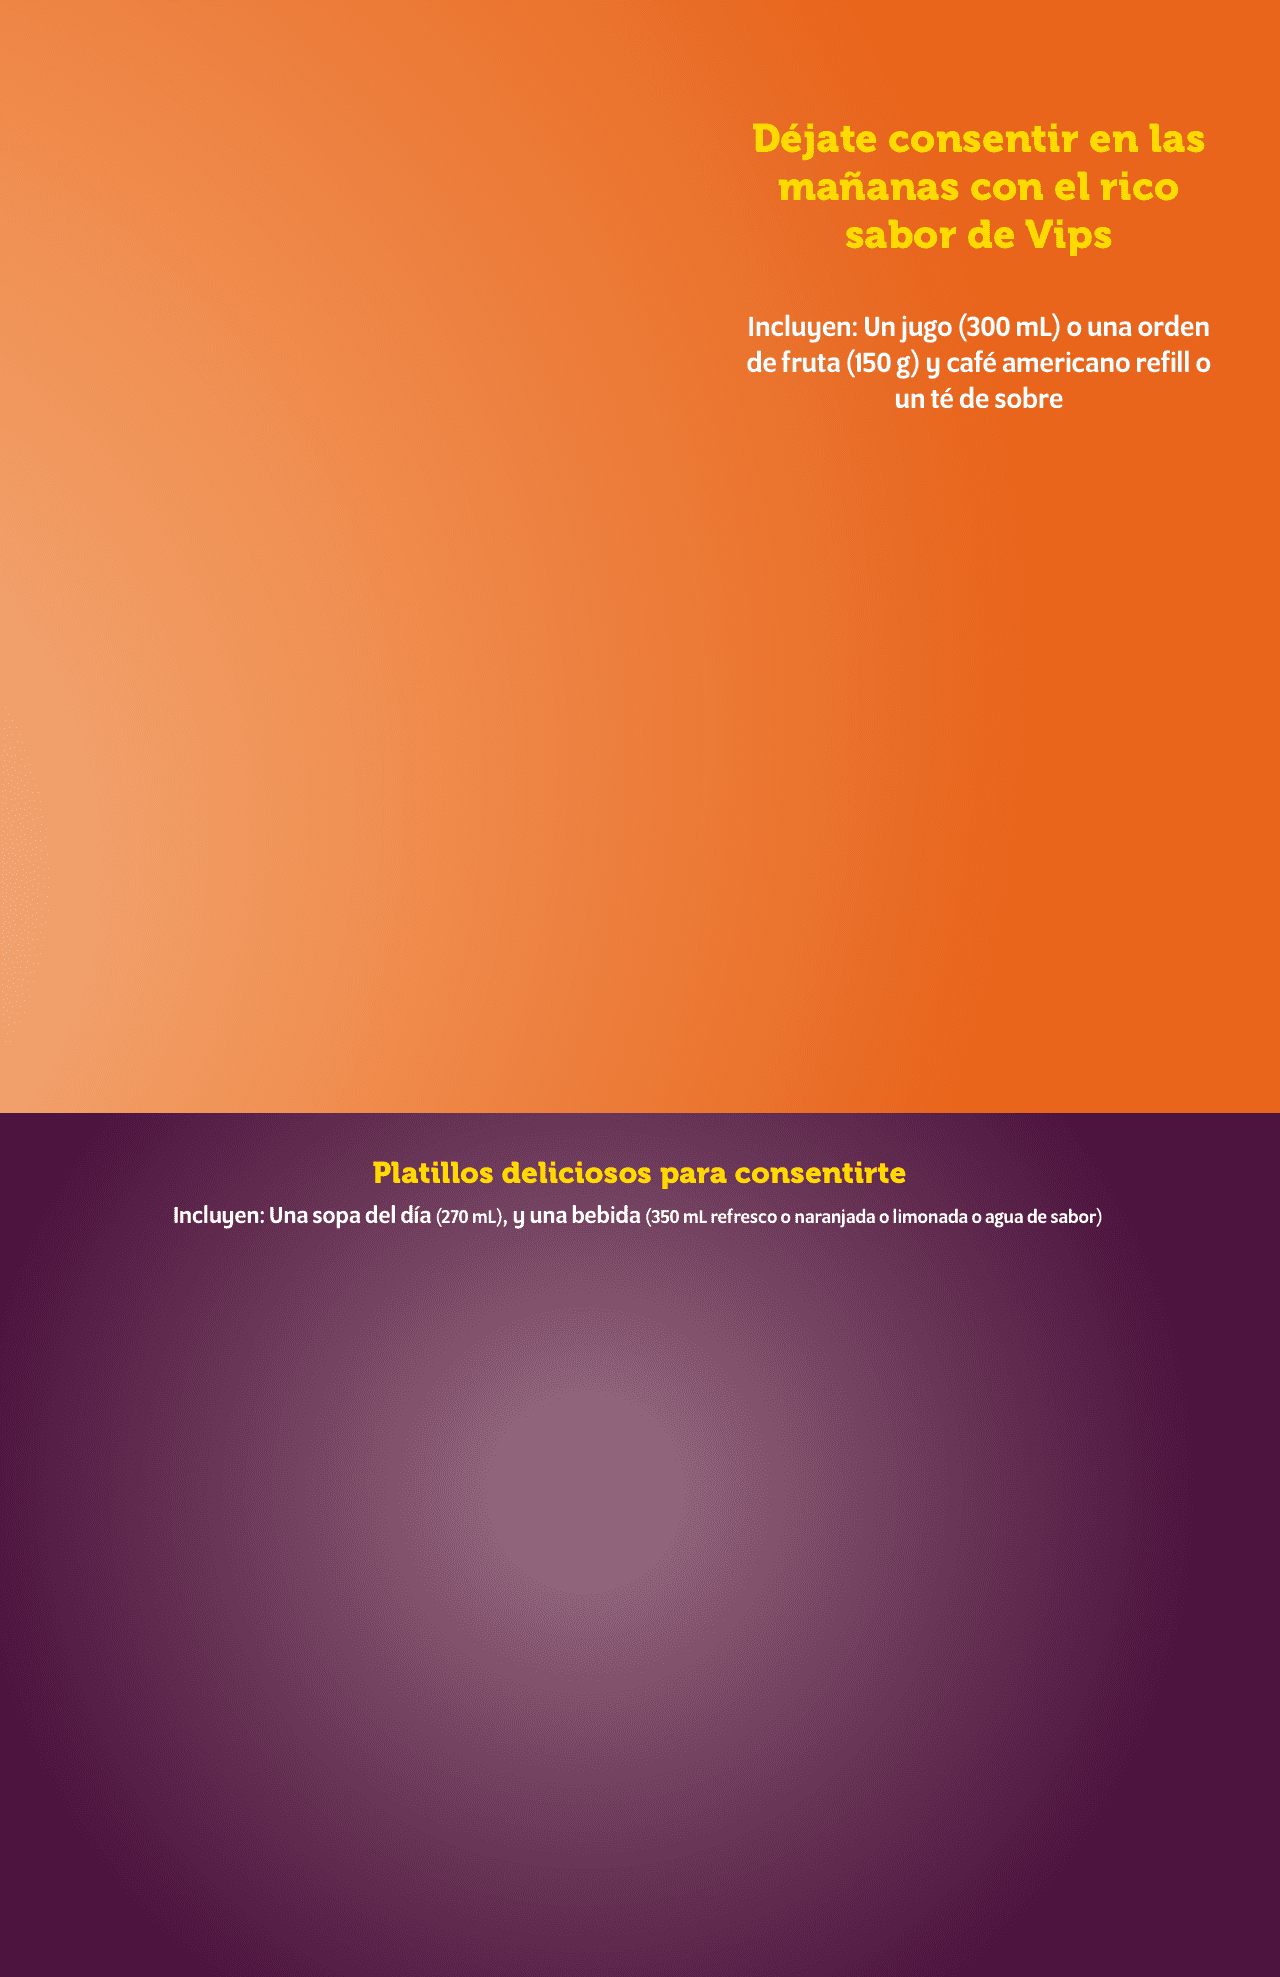 Déjate consentir en las
mañanas con el rico
sabor de Vips
Incluyen: Un jugo (300 mL) o una orden
de fruta (150 g) y café americano refill o
un té de sobre
Platillos deliciosos para consentirte
Incluyen: Una sopa del día (270 mL), y una bebida (350 mL refresco o naranjada o limonada o agua de sabor)